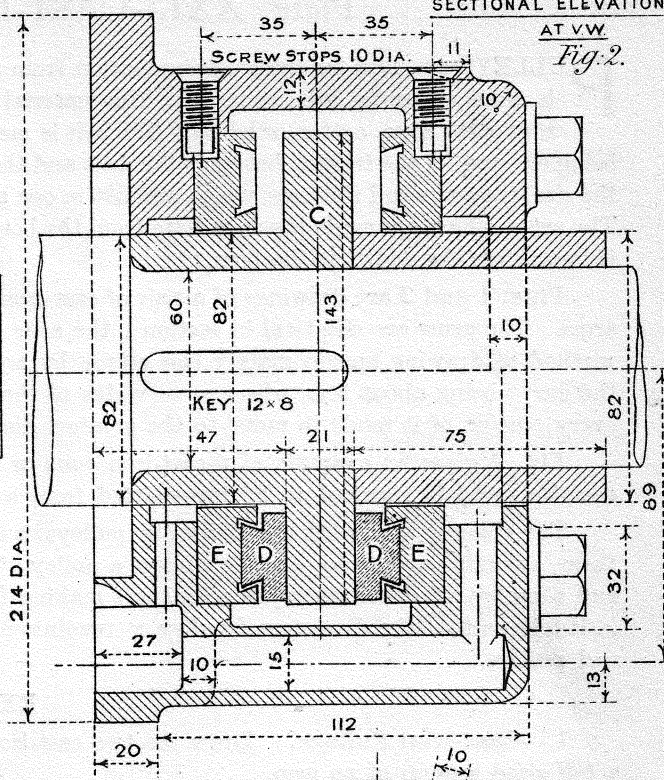 SECTIONAL ELEVATION
AT V.W.
Fig: 2.
35 35
SCREW STOPS 10 DIA.
11
12
10
C
60
82
143
10
82
82
KEY 12×8
47 21 75
89
214 DIA.
E D D E
32
27
10
15
13
112
20
10